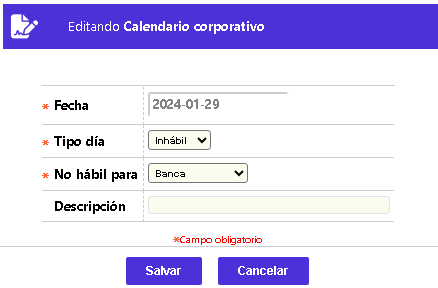 Editando Calendario corporativo
* Fecha 2024-01-29
* Tipo día Inhábil
* No hábil para Banca
Descripción
*Campo obligatorio
Salvar Cancelar